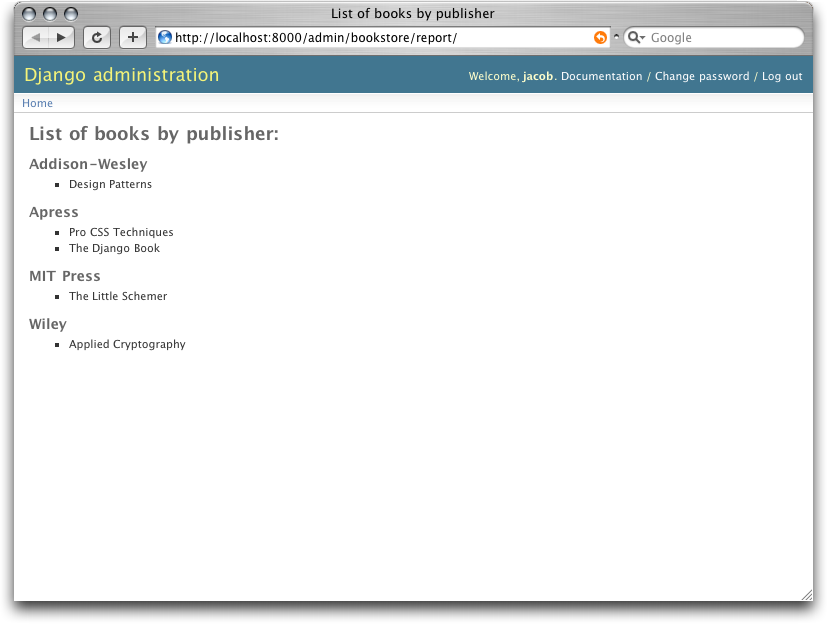 List of books by publisher
http://localhost:8000/admin/bookstore/report/
Google
Django administration
Welcome, jacob. Documentation / Change password / Log out
Home
List of books by publisher:
Addison-Wesley
Design Patterns
Apress
Pro CSS Techniques
The Django Book
MIT Press
The Little Schemer
Wiley
Applied Cryptography